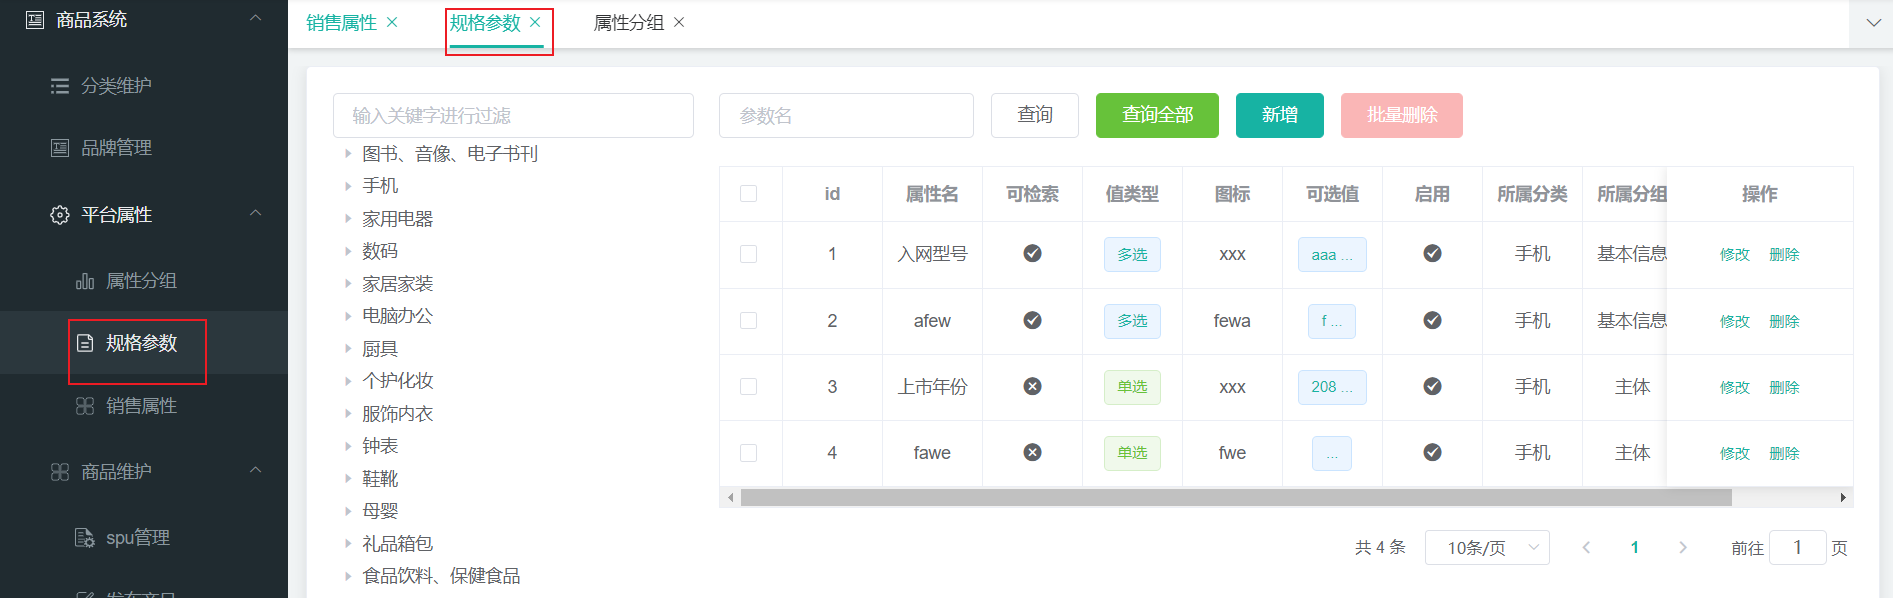 商品系统
分类维护
品牌管理
平台属性
属性分组
规格参数
销售属性
商品维护
spu管理
发布商品
销售属性 规格参数 属性分组
输入关键字进行过滤
图书、音像、电子书刊
手机
家用电器
数码
家居家装
电脑办公
厨具
个护化妆
服饰内衣
钟表
鞋靴
母婴
礼品箱包
食品饮料、保健食品
参数名 查询 查询全部 新增 批量删除
id 属性名 可检索 值类型 图标 可选值 启用 所属分类 所属分组 操作
1 入网型号 多选 xxx aaa ... 手机 基本信息 修改 删除
2 afew 多选 fewa f ... 手机 基本信息 修改 删除
3 上市年份 单选 xxx 208 ... 手机 主体 修改 删除
4 fawe 单选 fwe ... 手机 主体 修改 删除
共 4 条 10条/页 1 前往 1 页